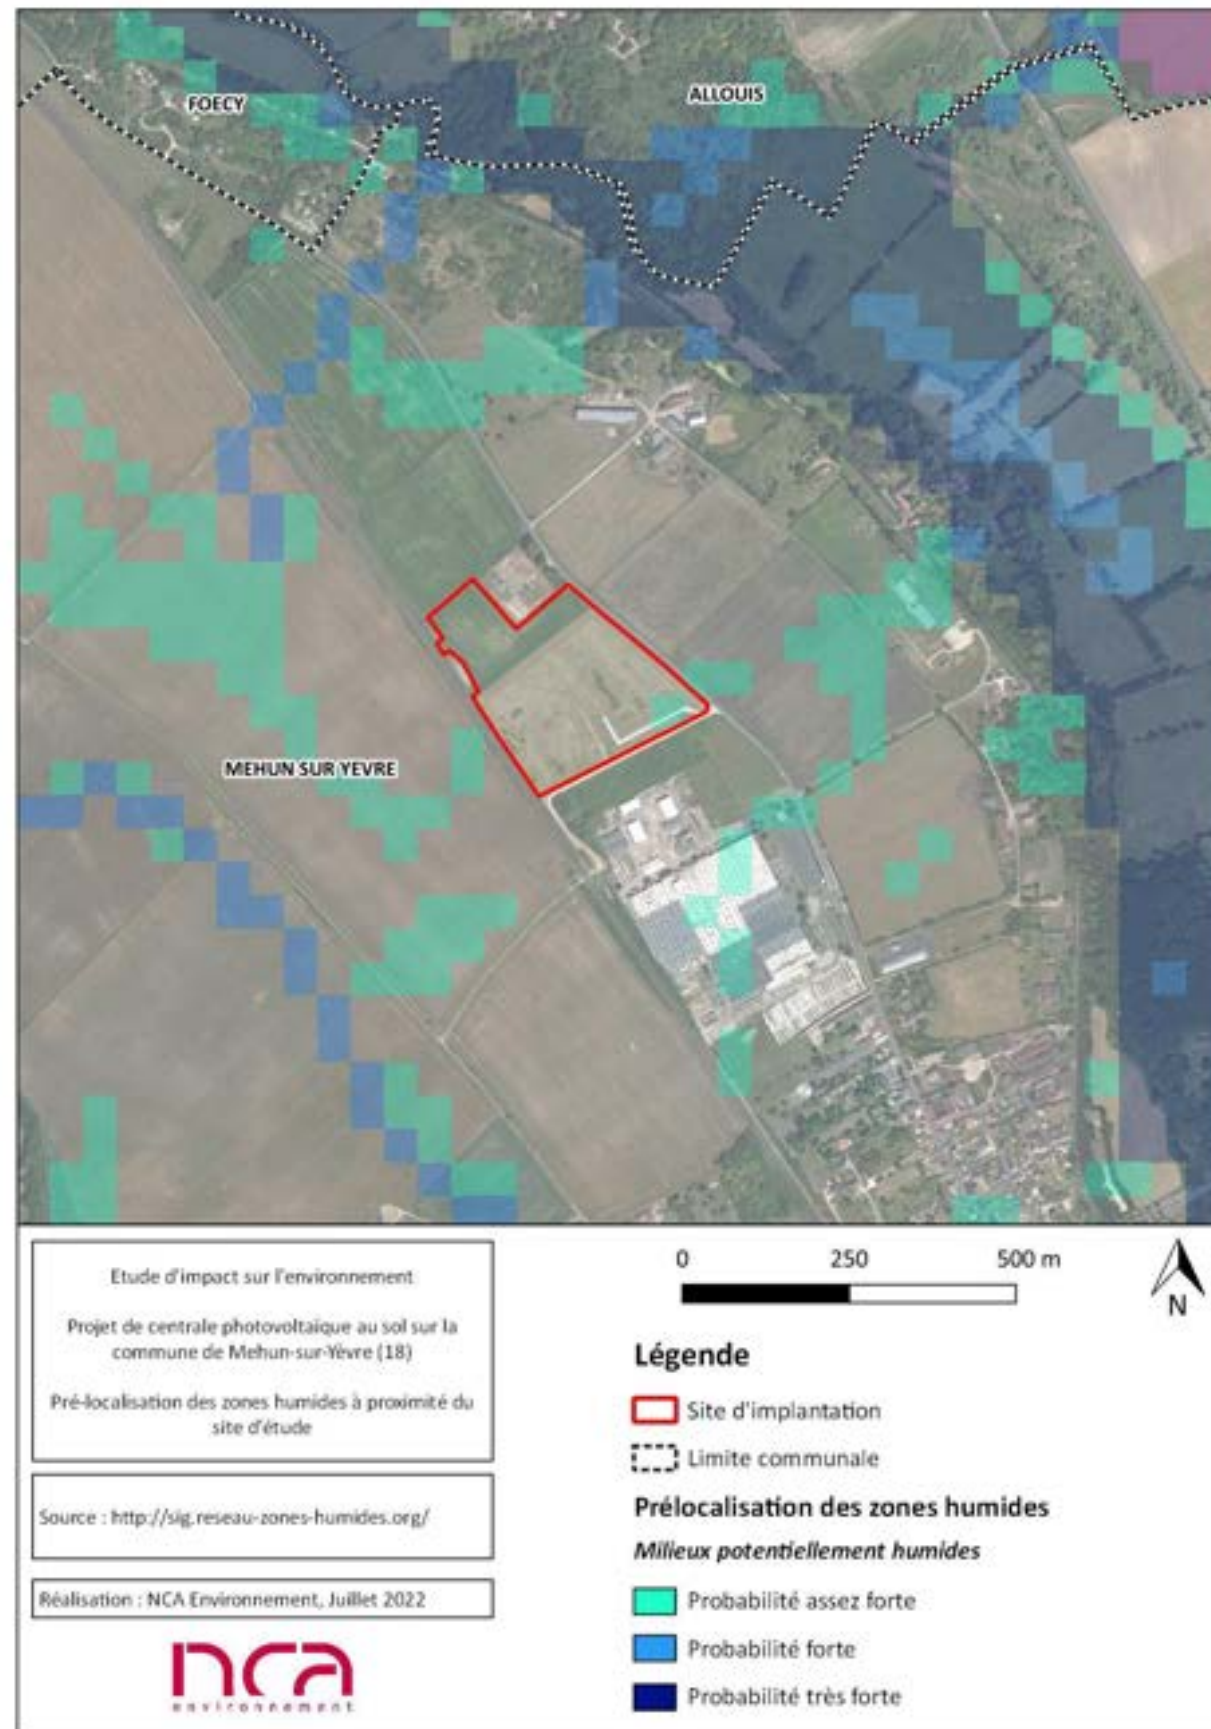 FOECY
ALLOUIS
MEHUN SUR YEVRE
Etude d'impact sur l'environnement
Projet de centrale photovoltaïque au sol sur la
commune de Mehun-sur-Yèvre (18)
Pré-localisation des zones humides à proximité du
site d'étude
Source : http://sig.reseau-zones-humides.org/
Réalisation : NCA Environnement, Juillet 2022
nca
environnement
0 250 500 m
N
Légende
Site d'implantation
Limite communale
Prélocalisation des zones humides
Milieux potentiellement humides
Probabilité assez forte
Probabilité forte
Probabilité très forte